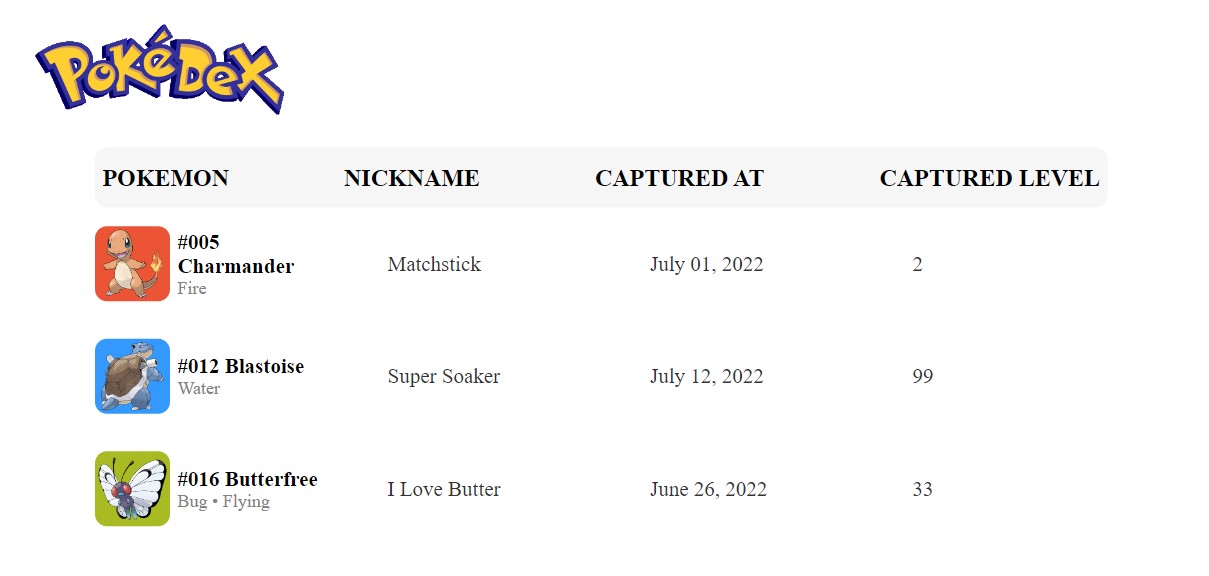 PoKéDeX
POKEMON NICKNAME CAPTURED AT CAPTURED LEVEL
#005
Charmander
Fire
Matchstick July 01, 2022 2
#012 Blastoise
Water
Super Soaker July 12, 2022 99
#016 Butterfree
Bug • Flying
I Love Butter June 26, 2022 33